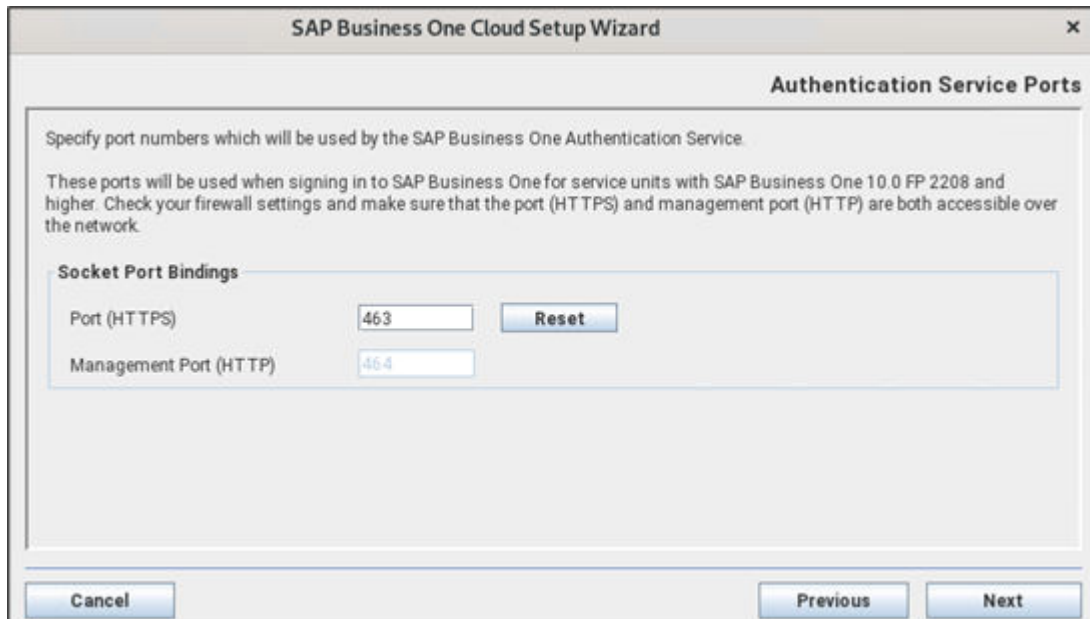 SAP Business One Cloud Setup Wizard ×
Authentication Service Ports
Specify port numbers which will be used by the SAP Business One Authentication Service.
These ports will be used when signing in to SAP Business One for service units with SAP Business One 10.0 FP 2208 and
higher. Check your firewall settings and make sure that the port (HTTPS) and management port (HTTP) are both accessible over
the network.
Socket Port Bindings
Port (HTTPS) 463 Reset
Management Port (HTTP) 464
Cancel Previous Next